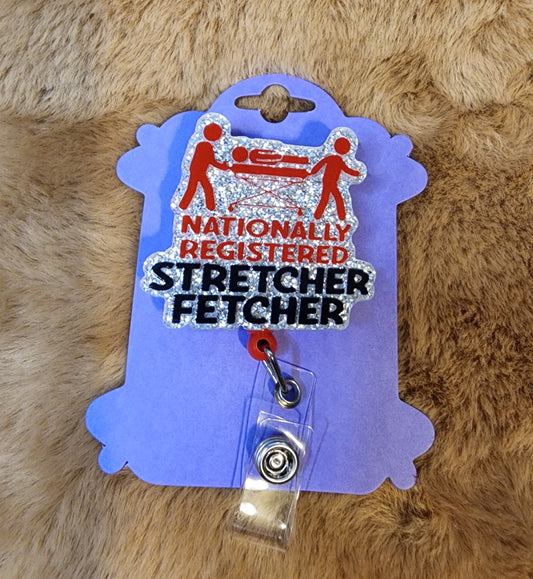 NATIONALLY
REGISTERED
STRETCHER
FETCHER